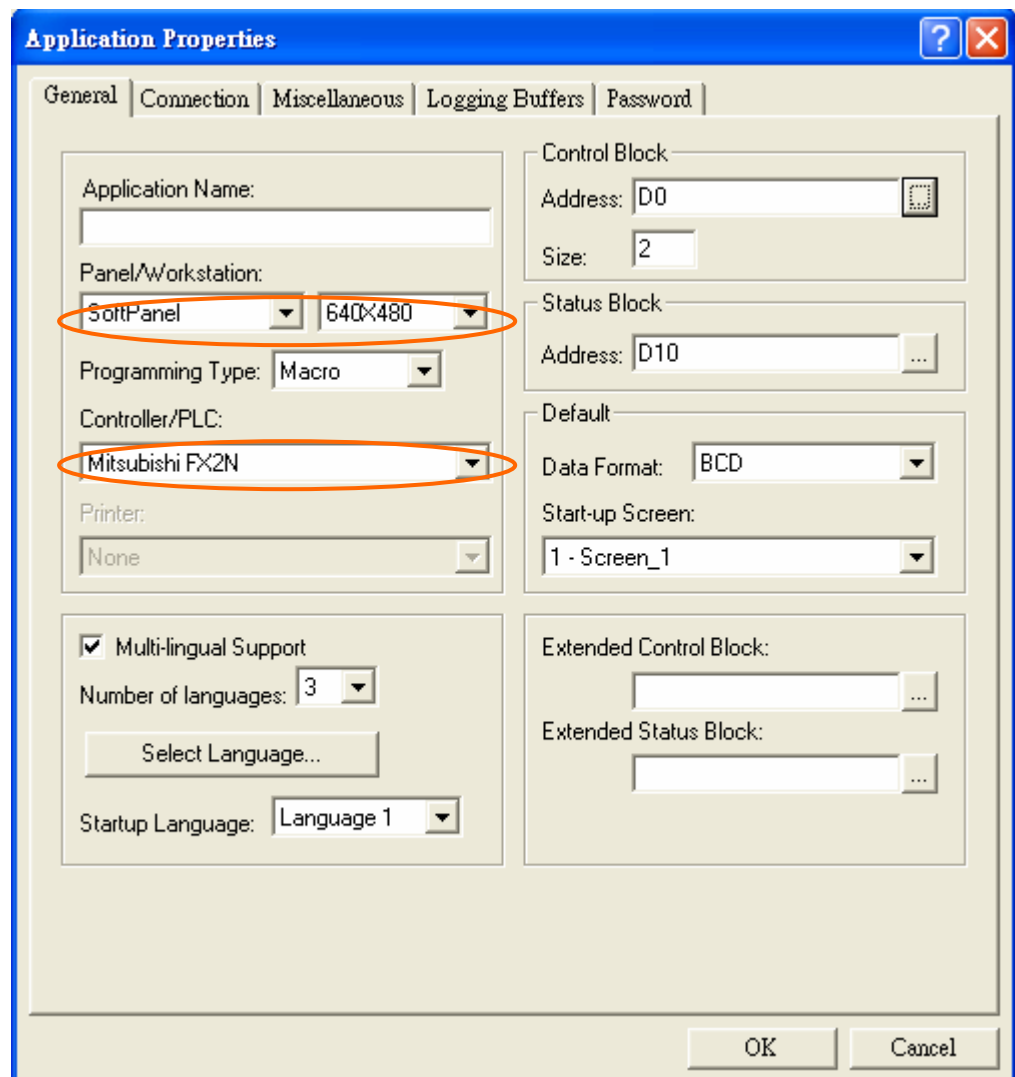 Application Properties
General Connection Miscellaneous Logging Buffers Password
Application Name:
Panel/Workstation:
SoftPanel 640X480
Programming Type: Macro
Controller/PLC:
Mitsubishi FX2N
Printer:
None
Multi-lingual Support
Number of languages: 3
Select Language...
Startup Language: Language 1
Control Block
Address: D0
Size: 2
Status Block
Address: D10 ...
Default
Data Format: BCD
Start-up Screen:
1 - Screen_1
Extended Control Block:
...
Extended Status Block:
...
OK Cancel